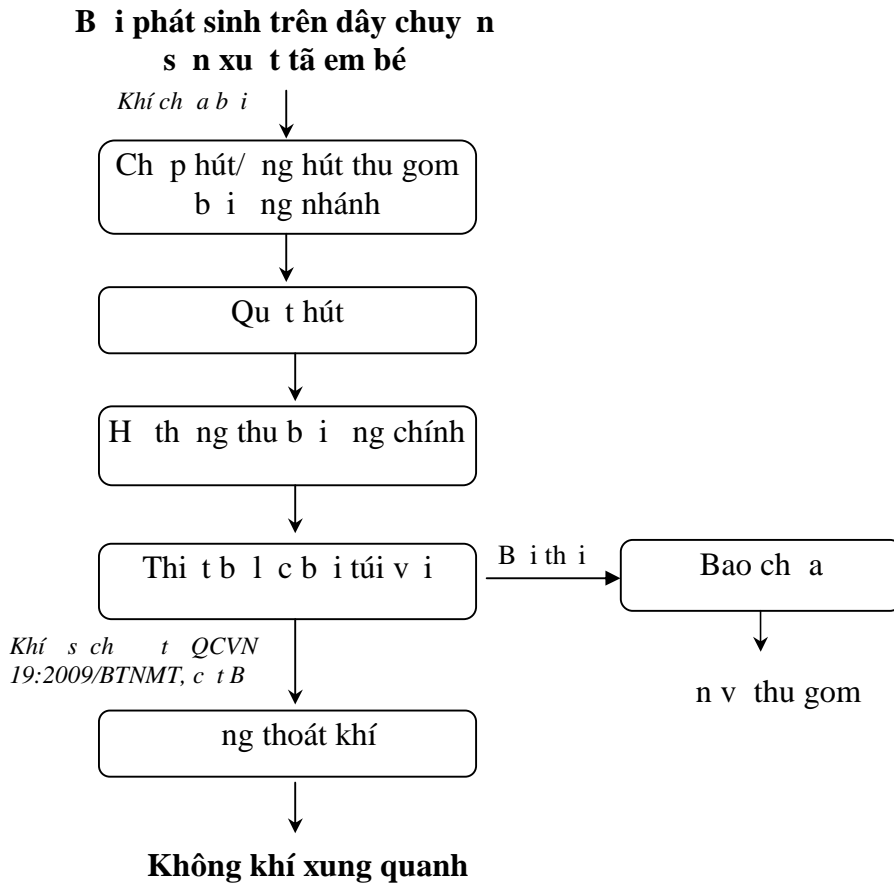 B i phát sinh trên dây chuy n
s n xu t tã em bé
Khí ch a b i
Ch p hút/ ng hút thu gom
b i ng nhánh
Qu t hút
H th ng thu b i ng chính
Thi t b l c b i túi v i
B i th i
Bao ch a
Khí s ch t QCVN
19:2009/BTNMT, c t B
n v thu gom
ng thoát khí
Không khí xung quanh